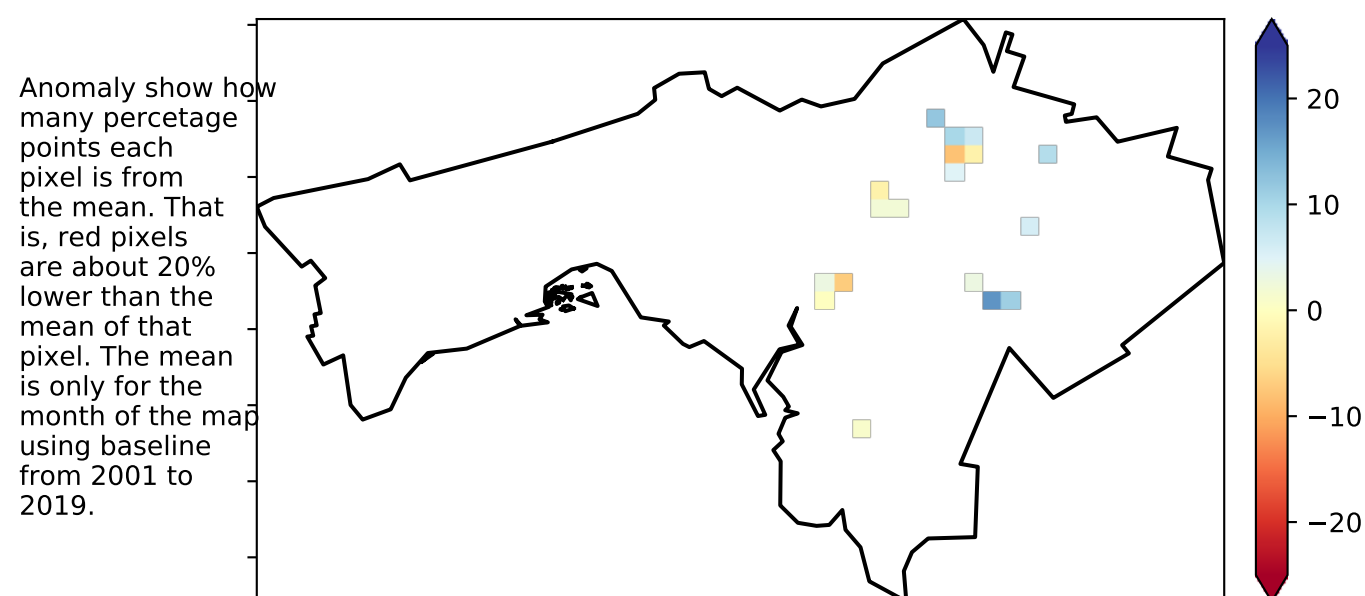 Anomaly show how
many percetage
points each
pixel is from
the mean. That
is, red pixels
are about 20%
lower than the
mean of that
pixel. The mean
is only for the
month of the map
using baseline
from 2001 to
2019.
20
10
0
−10
−20